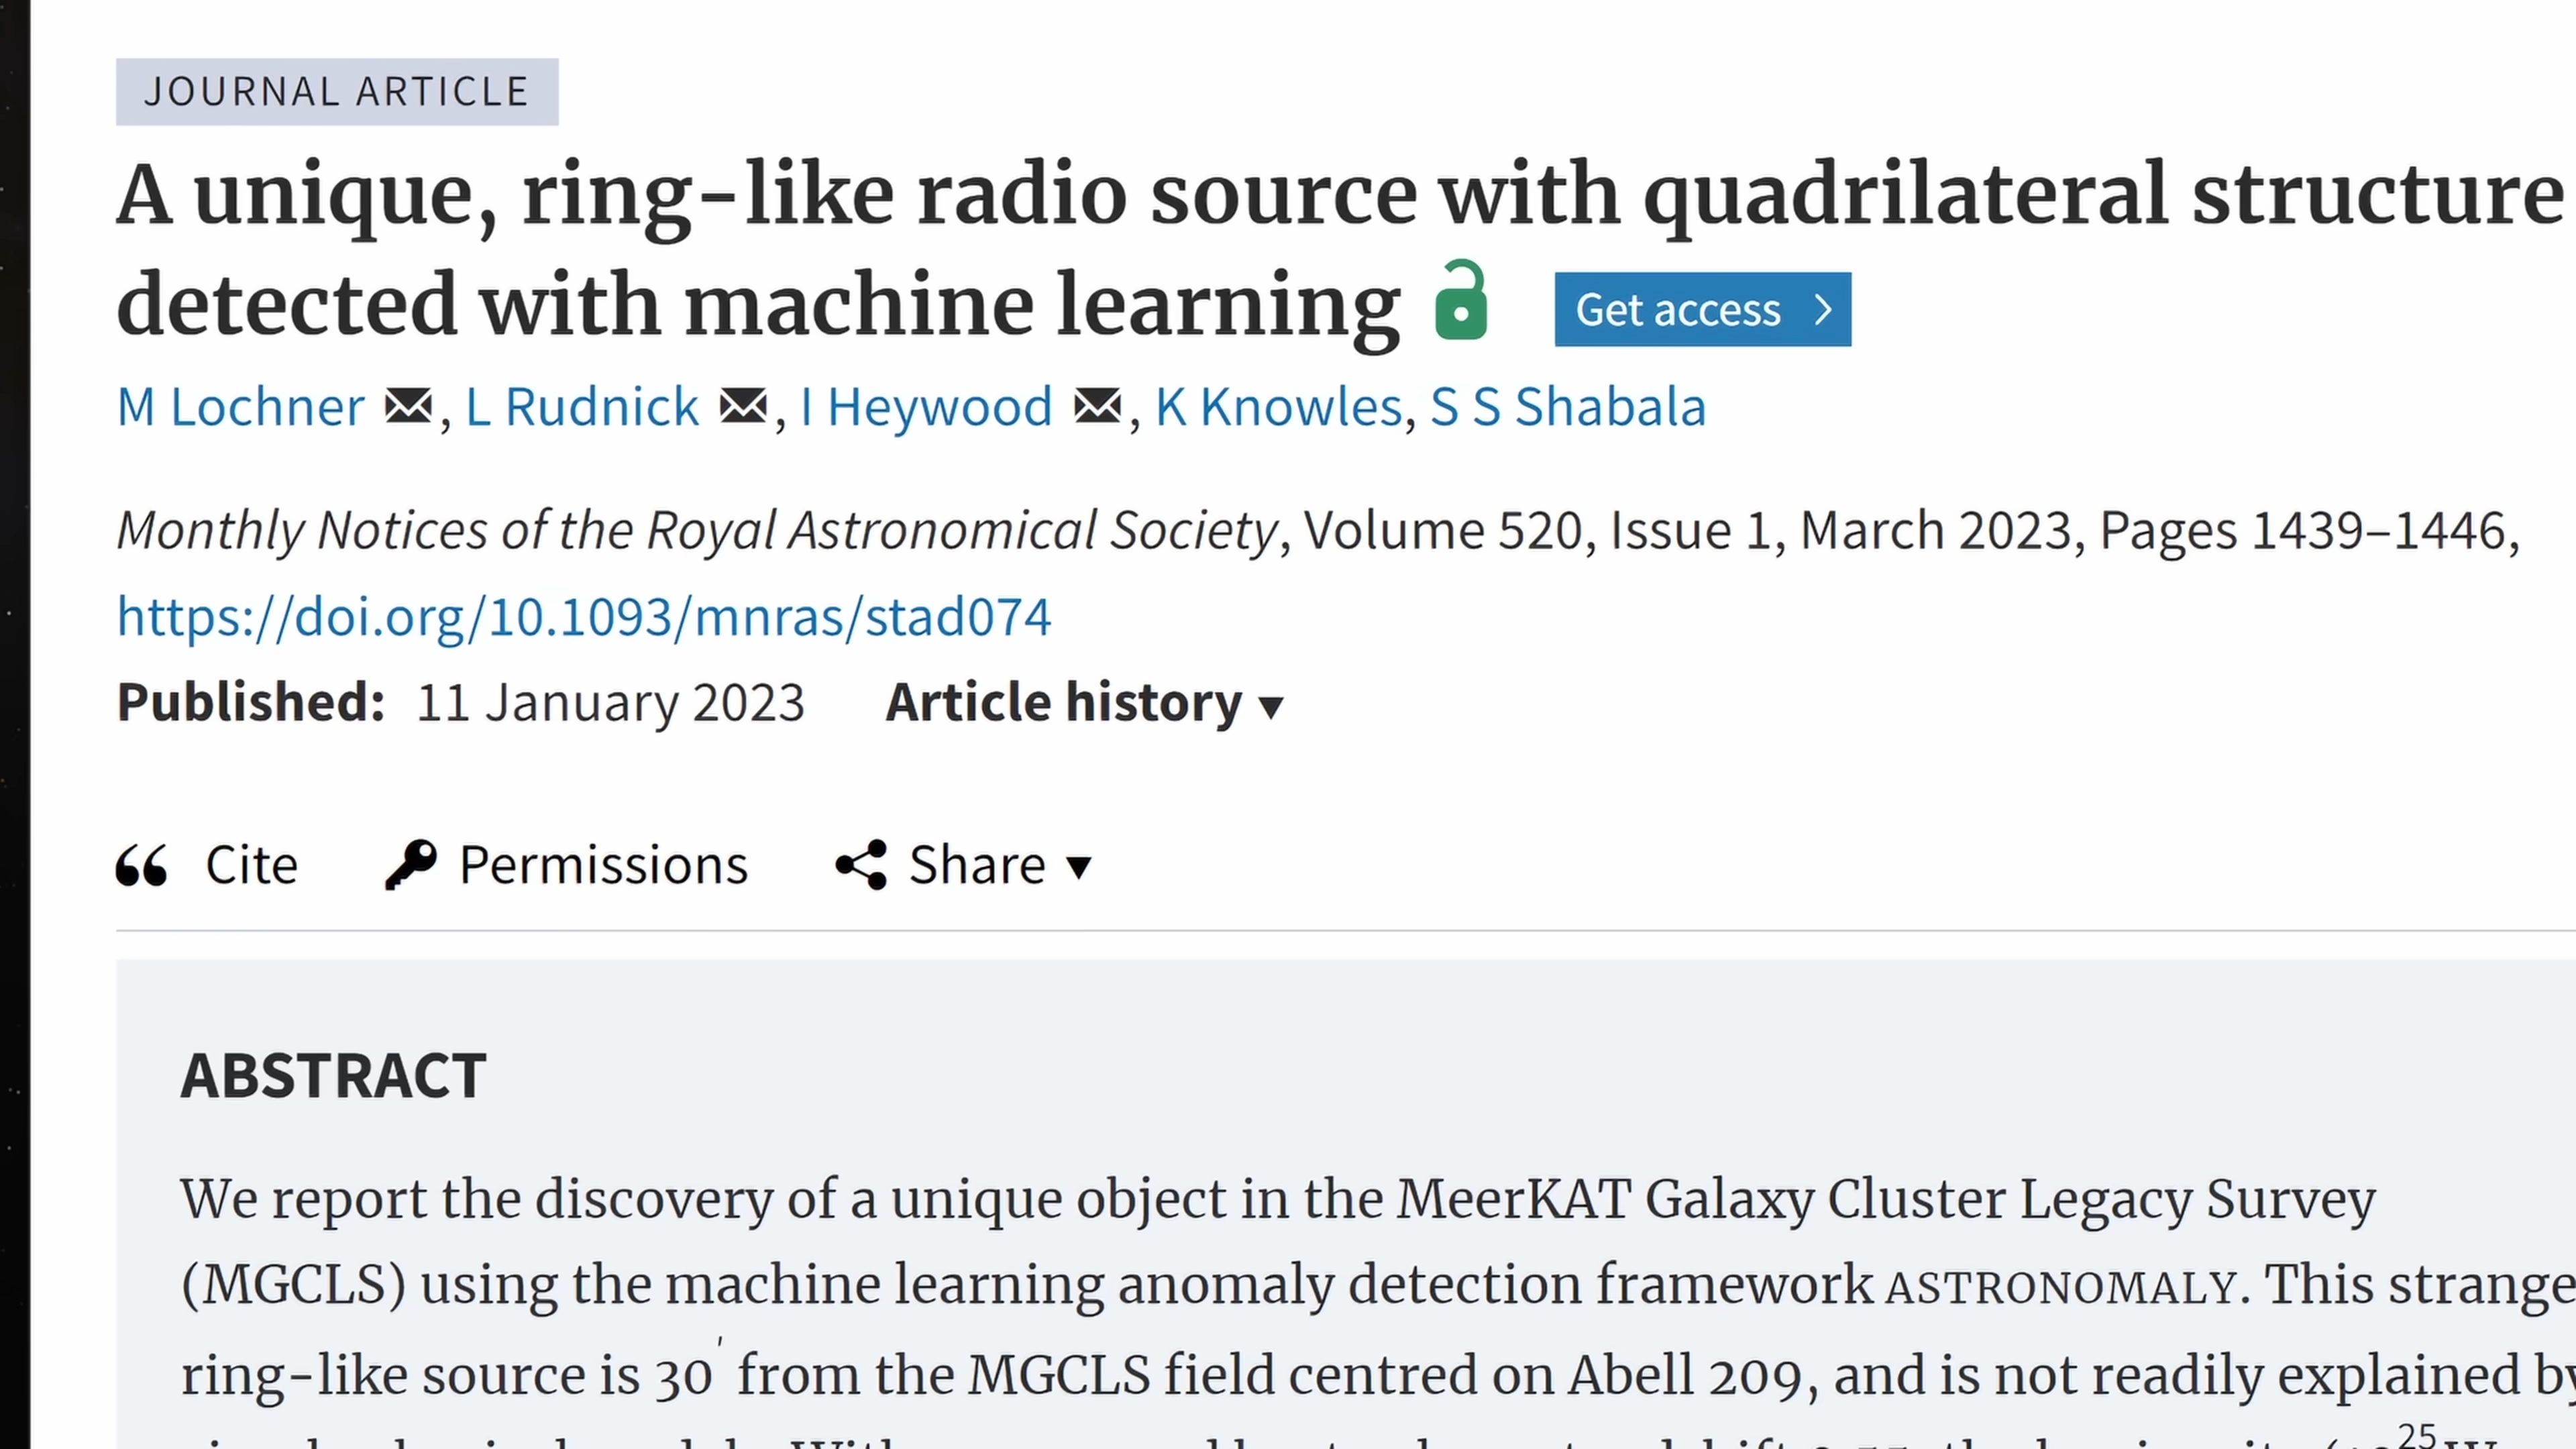 JOURNAL ARTICLE
A unique, ring-like radio source with quadrilateral structure
detected with machine learning Get access
M Lochner, L Rudnick, I Heywood, K Knowles, S S Shabala
Monthly Notices of the Royal Astronomical Society, Volume 520, Issue 1, March 2023, Pages 1439–1446,
https://doi.org/10.1093/mnras/stad074
Published: 11 January 2023 Article history
Cite Permissions Share
ABSTRACT
We report the discovery of a unique object in the MeerKAT Galaxy Cluster Legacy Survey
(MGCLS) using the machine learning anomaly detection framework ASTRONOMALY. This strange
ring-like source is 30′ from the MGCLS field centred on Abell 209, and is not readily explained by